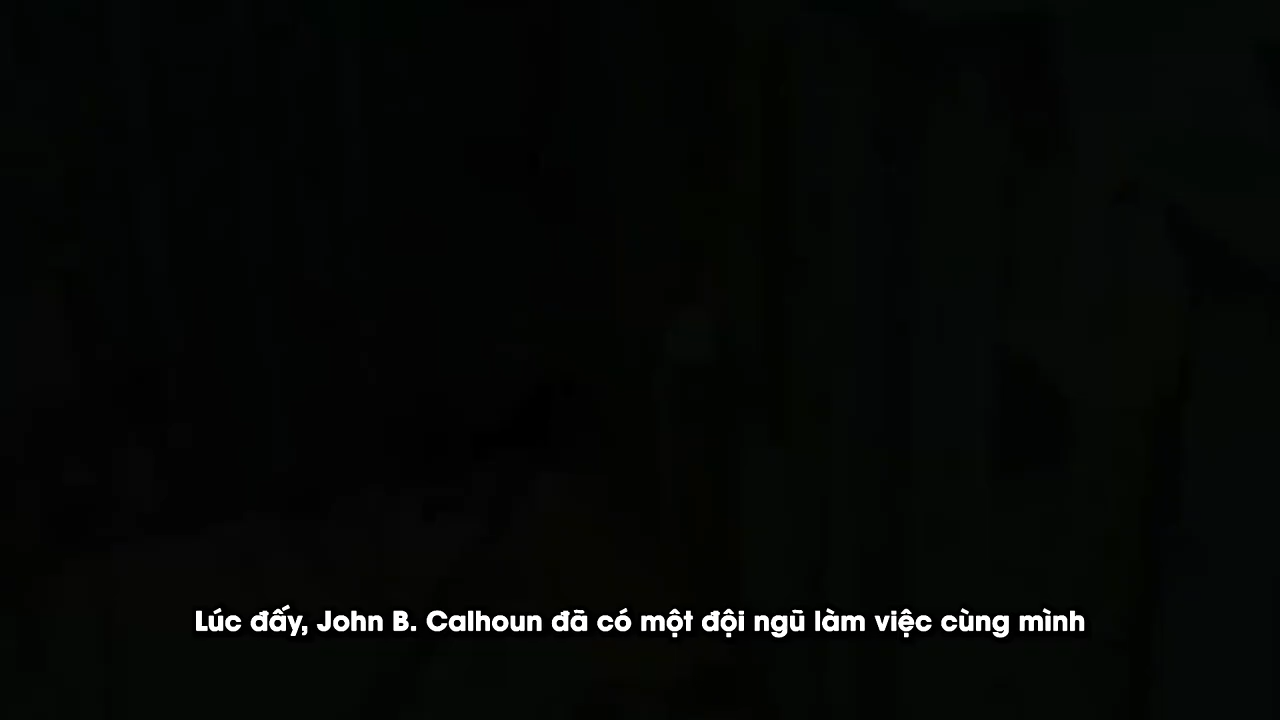 Lúc đấy, John B. Calhoun đã có một đội ngũ làm việc cùng mình